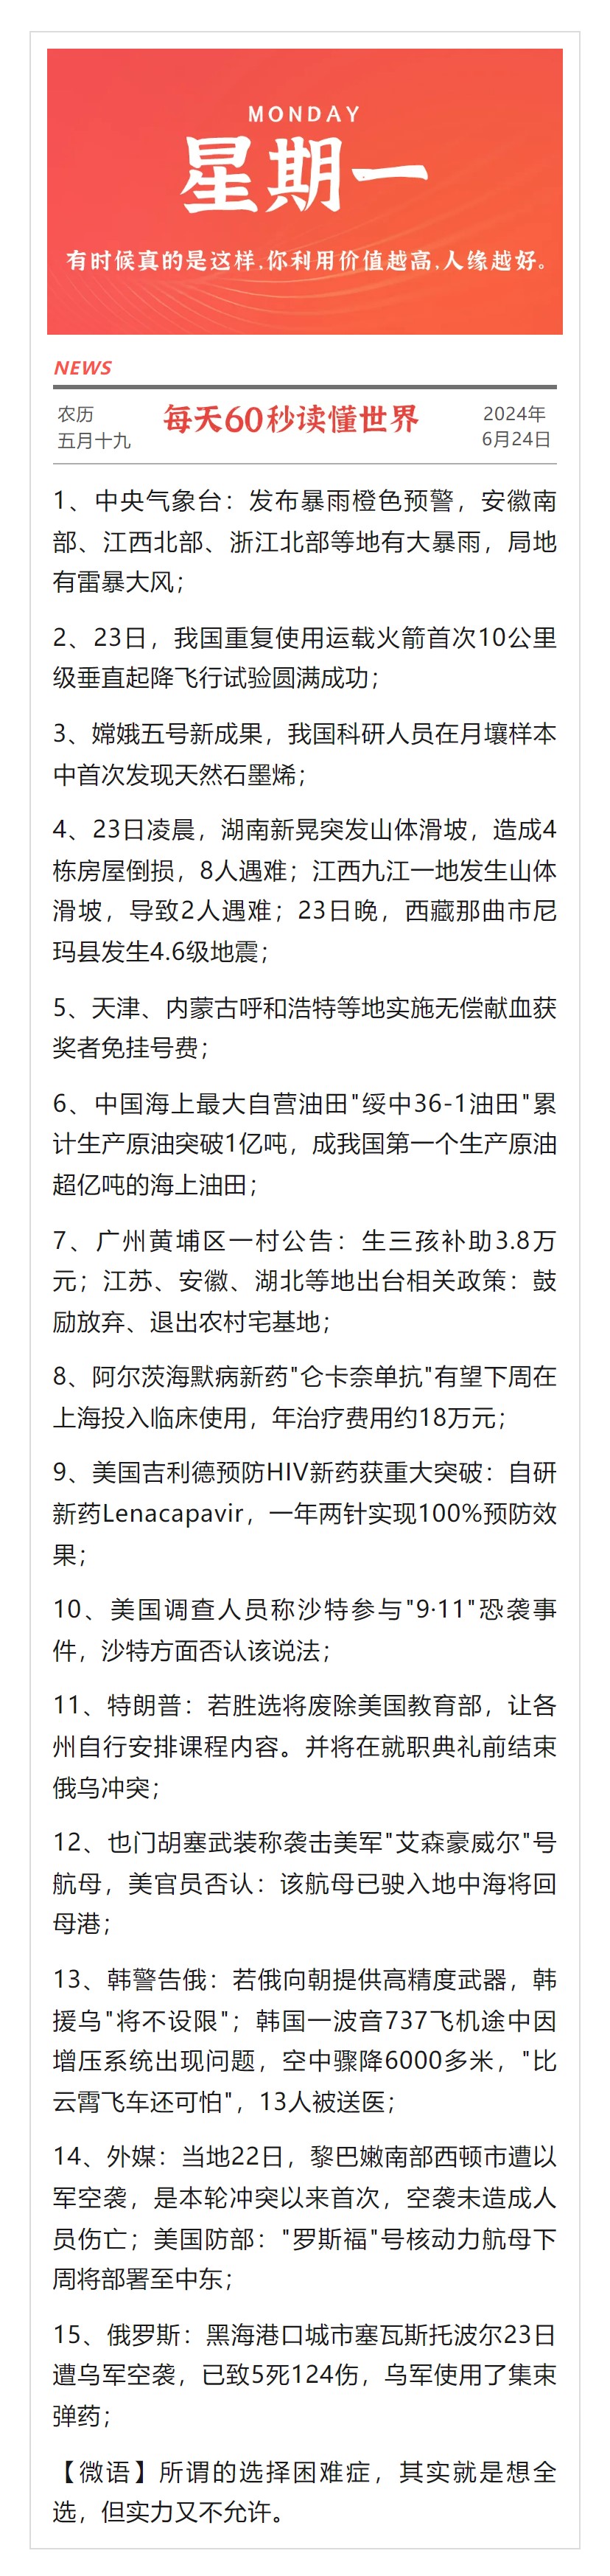 MONDAY
星期一
有时候真的是这样,你利用价值越高,人缘越好。
NEWS
农历
五月十九
每天60秒读懂世界
2024年
6月24日
1、中央气象台：发布暴雨橙色预警，安徽南
部、江西北部、浙江北部等地有大暴雨，局地
有雷暴大风；
2、23日，我国重复使用运载火箭首次10公里
级垂直起降飞行试验圆满成功；
3、嫦娥五号新成果，我国科研人员在月壤样本
中首次发现天然石墨烯；
4、23日凌晨，湖南新晃突发山体滑坡，造成4
栋房屋倒损，8人遇难；江西九江一地发生山体
滑坡，导致2人遇难；23日晚，西藏那曲市尼
玛县发生4.6级地震；
5、天津、内蒙古呼和浩特等地实施无偿献血获
奖者免挂号费；
6、中国海上最大自营油田"绥中36-1油田"累
计生产原油突破1亿吨，成我国第一个生产原油
超亿吨的海上油田；
7、广州黄埔区一村公告：生三孩补助3.8万
元；江苏、安徽、湖北等地出台相关政策：鼓
励放弃、退出农村宅基地；
8、阿尔茨海默病新药"仑卡奈单抗"有望下周在
上海投入临床使用，年治疗费用约18万元；
9、美国吉利德预防HIV新药获重大突破：自研
新药Lenacapavir，一年两针实现100%预防效
果；
10、美国调查人员称沙特参与"9·11"恐袭事
件，沙特方面否认该说法；
11、特朗普：若胜选将废除美国教育部，让各
州自行安排课程内容。并将在就职典礼前结束
俄乌冲突；
12、也门胡塞武装称袭击美军"艾森豪威尔"号
航母，美官员否认：该航母已驶入地中海将回
母港；
13、韩警告俄：若俄向朝提供高精度武器，韩
援乌"将不设限"；韩国一波音737飞机途中因
增压系统出现问题，空中骤降6000多米，"比
云霄飞车还可怕"，13人被送医；
14、外媒：当地22日，黎巴嫩南部西顿市遭以
军空袭，是本轮冲突以来首次，空袭未造成人
员伤亡；美国防部："罗斯福"号核动力航母下
周将部署至中东；
15、俄罗斯：黑海港口城市塞瓦斯托波尔23日
遭乌军空袭，已致5死124伤，乌军使用了集束
弹药；
【微语】所谓的选择困难症，其实就是想全
选，但实力又不允许。